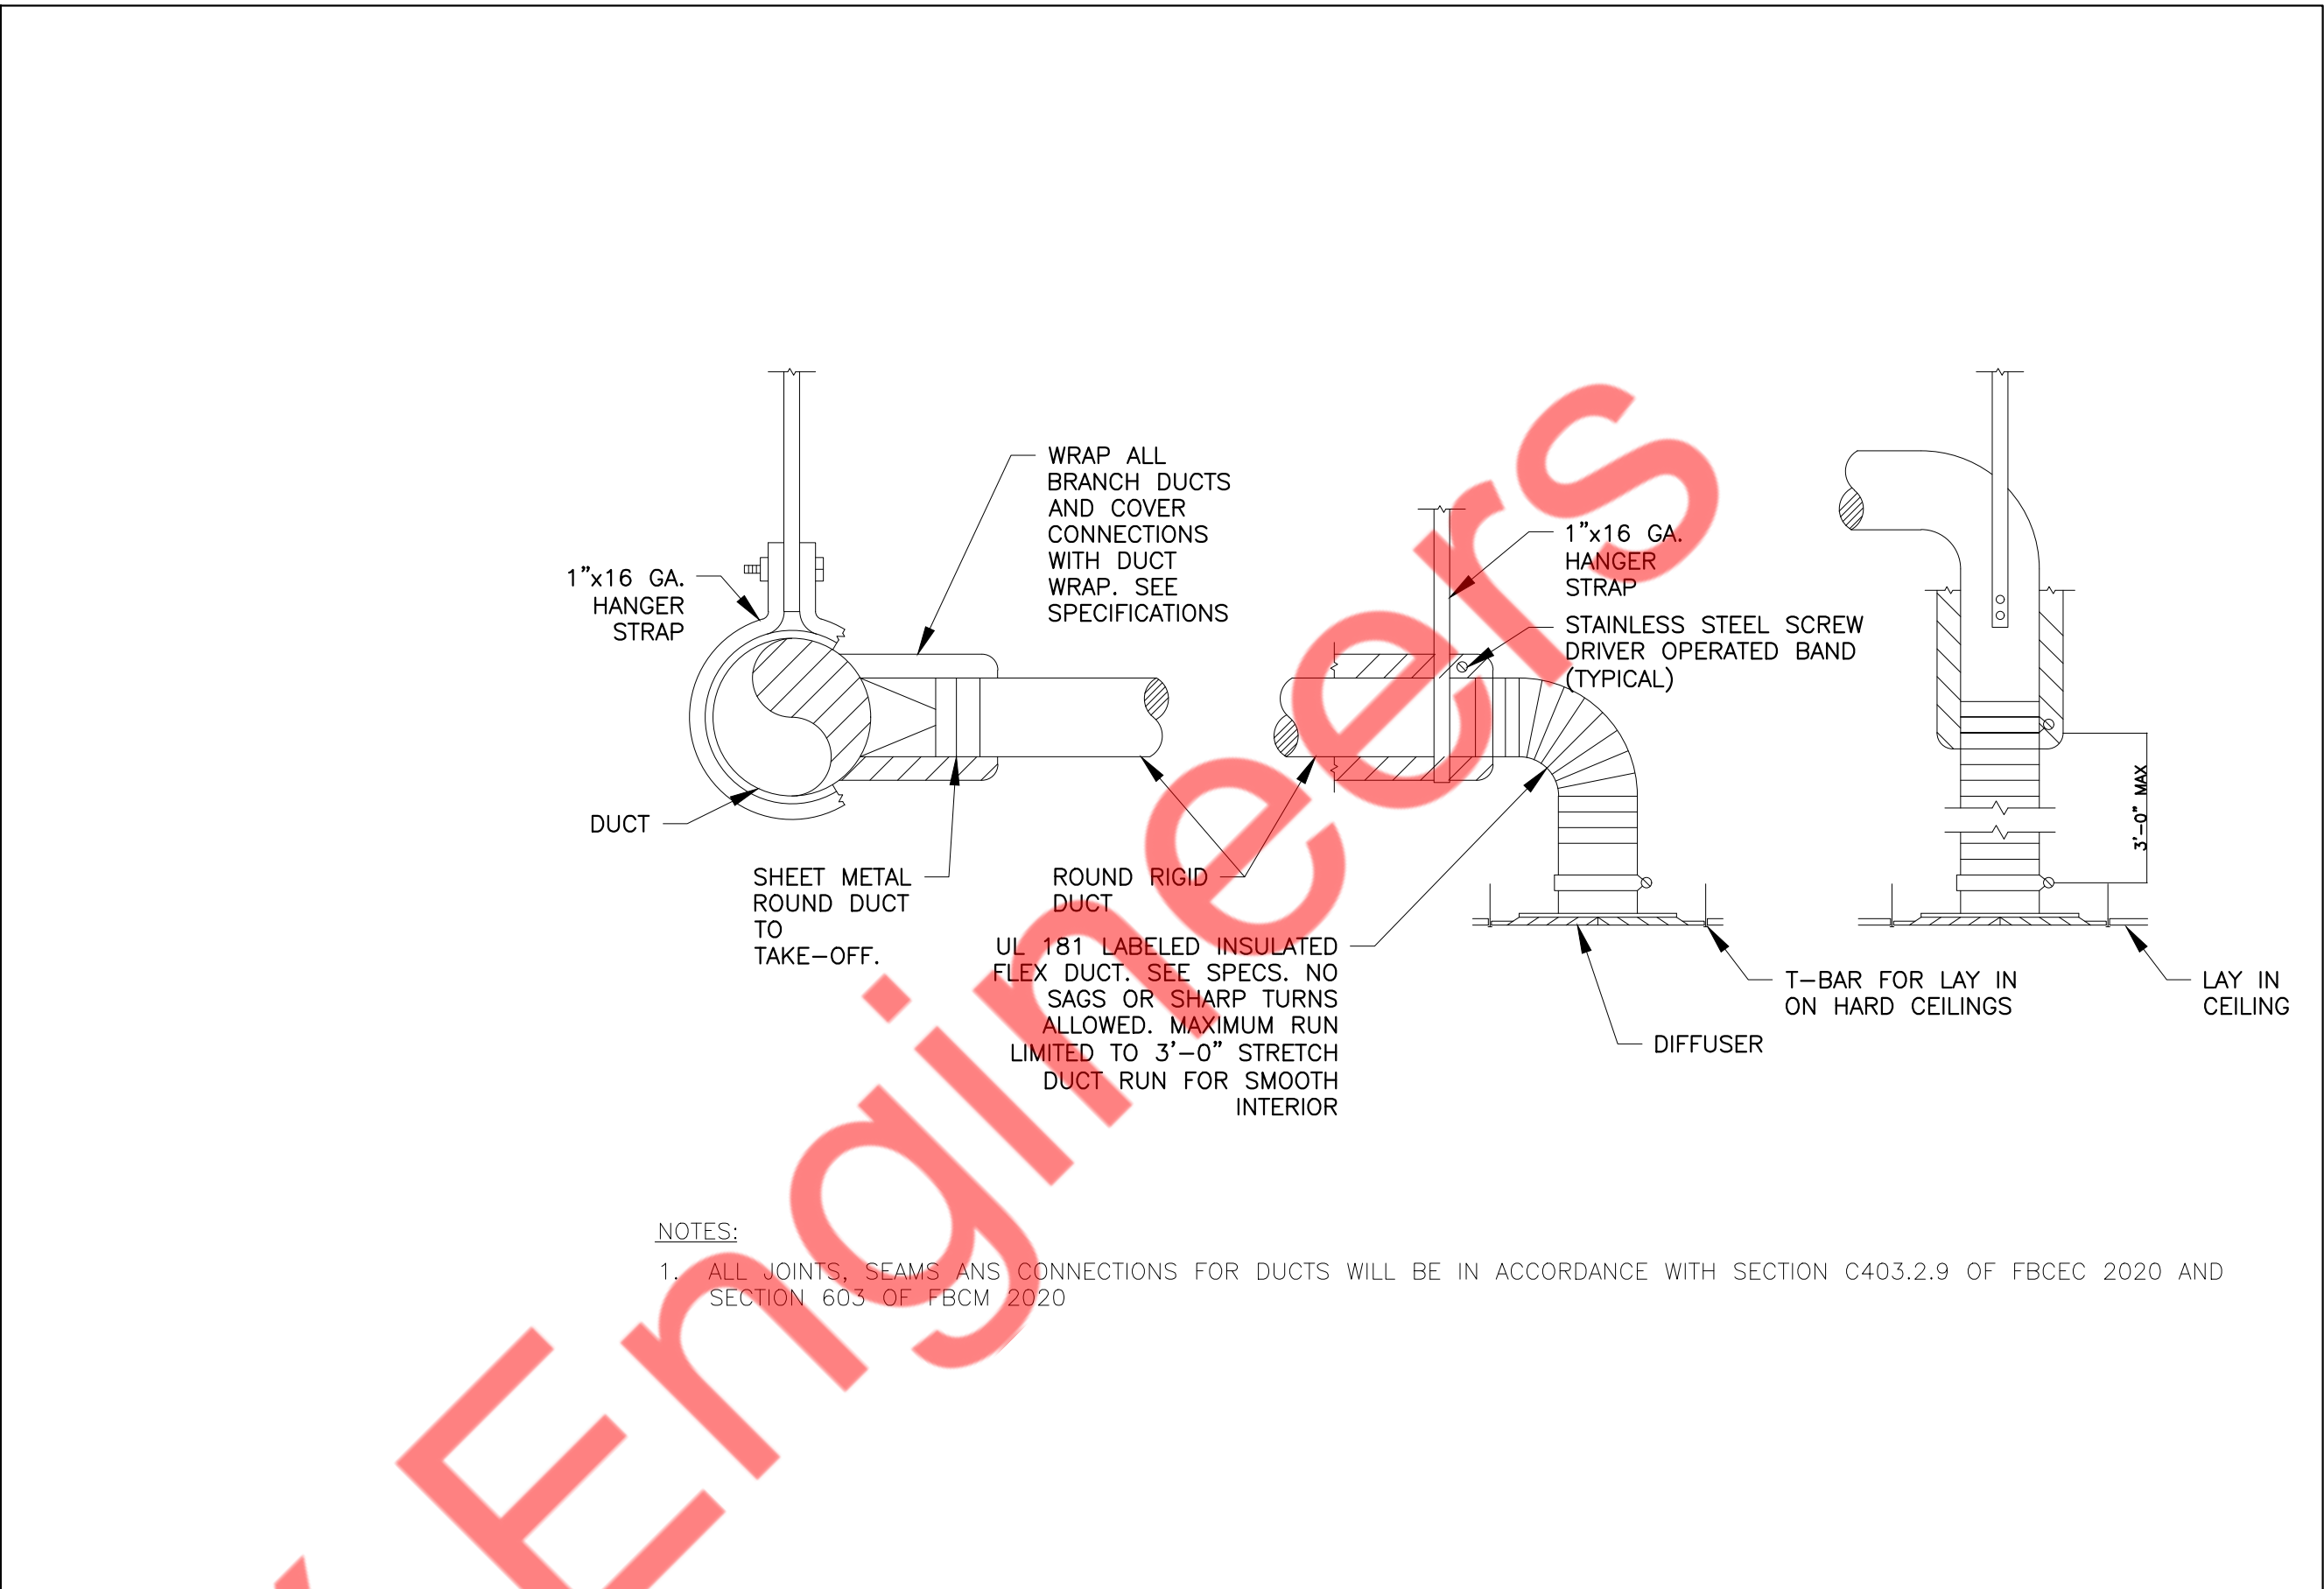 WRAP ALL
BRANCH DUCTS
AND COVER
CONNECTIONS
WITH DUCT
WRAP. SEE
SPECIFICATIONS
1"x16 GA.
HANGER
STRAP
1"x16 GA.
HANGER
STRAP
STAINLESS STEEL SCREW
DRIVER OPERATED BAND
(TYPICAL)
3'-0" MAX
DUCT
SHEET METAL
ROUND DUCT
TO
TAKE-OFF.
ROUND RIGID
DUCT
UL 181 LABELED INSULATED
FLEX DUCT. SEE SPECS. NO
SAGS OR SHARP TURNS
ALLOWED. MAXIMUM RUN
LIMITED TO 3'-0" STRETCH
DUCT RUN FOR SMOOTH
INTERIOR
T-BAR FOR LAY IN
ON HARD CEILINGS
LAY IN
CEILING
DIFFUSER
NOTES:
1. ALL JOINTS, SEAMS ANS CONNECTIONS FOR DUCTS WILL BE IN ACCORDANCE WITH SECTION C403.2.9 OF FBCEC 2020 AND
SECTION 603 OF FBCM 2020
Engineers